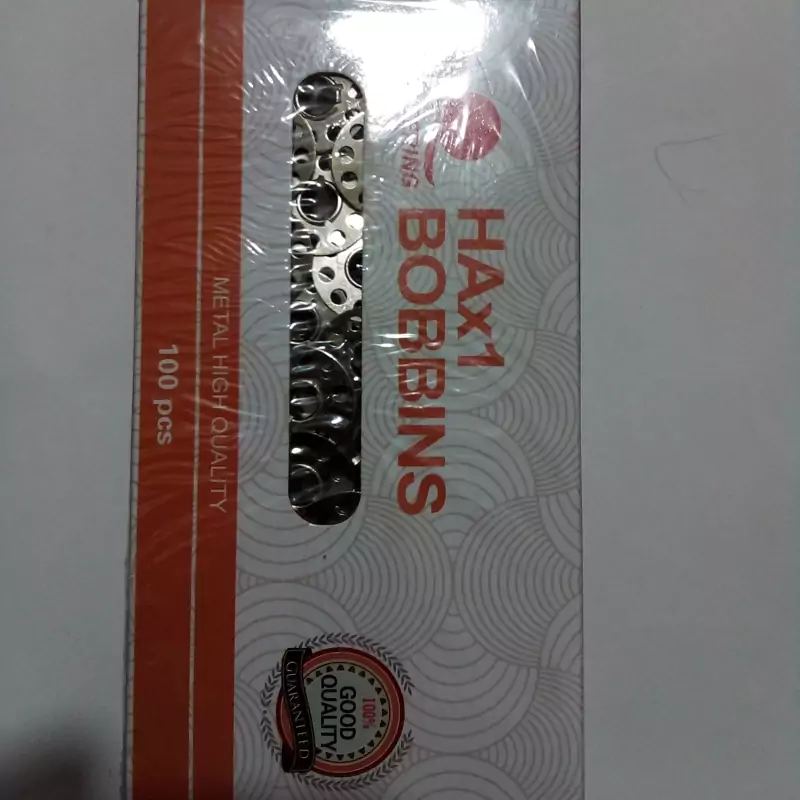 HAx1
BOBBINS
METAL HIGH QUALITY
100 pcs
100%
GOOD
QUALITY
GUARANTEED